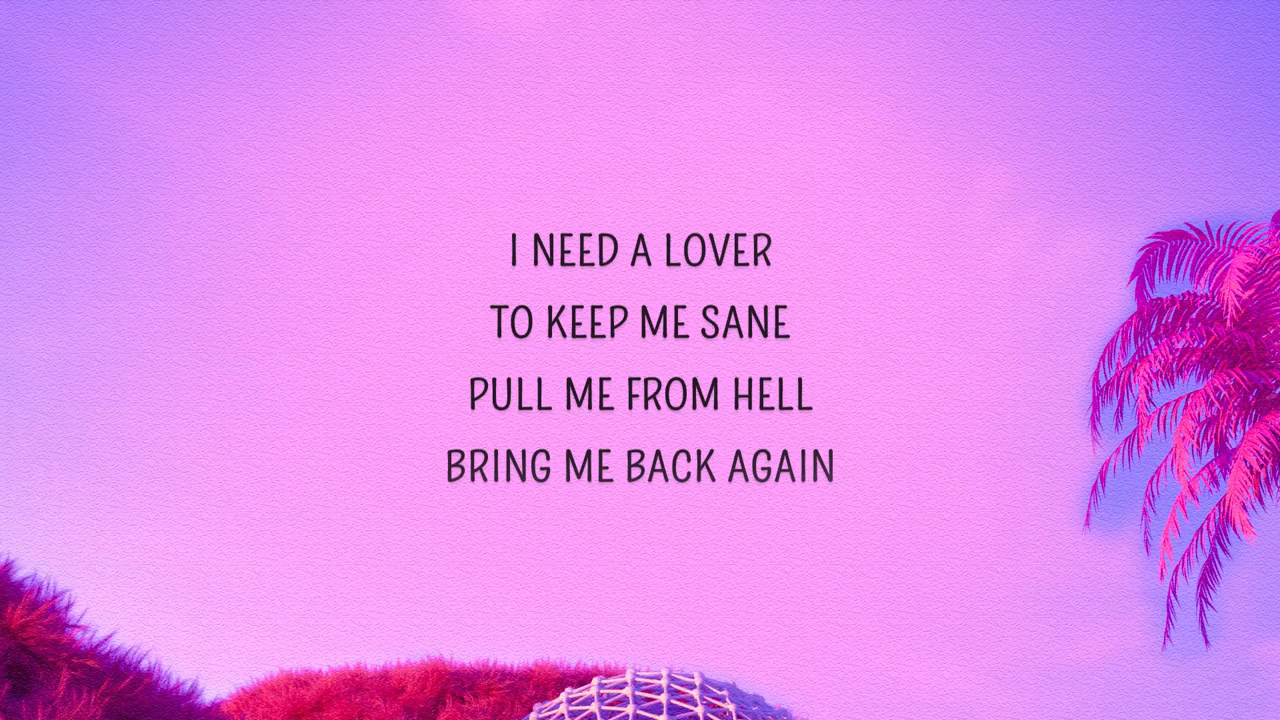 I NEED A LOVER
TO KEEP ME SANE
PULL ME FROM HELL
BRING ME BACK AGAIN